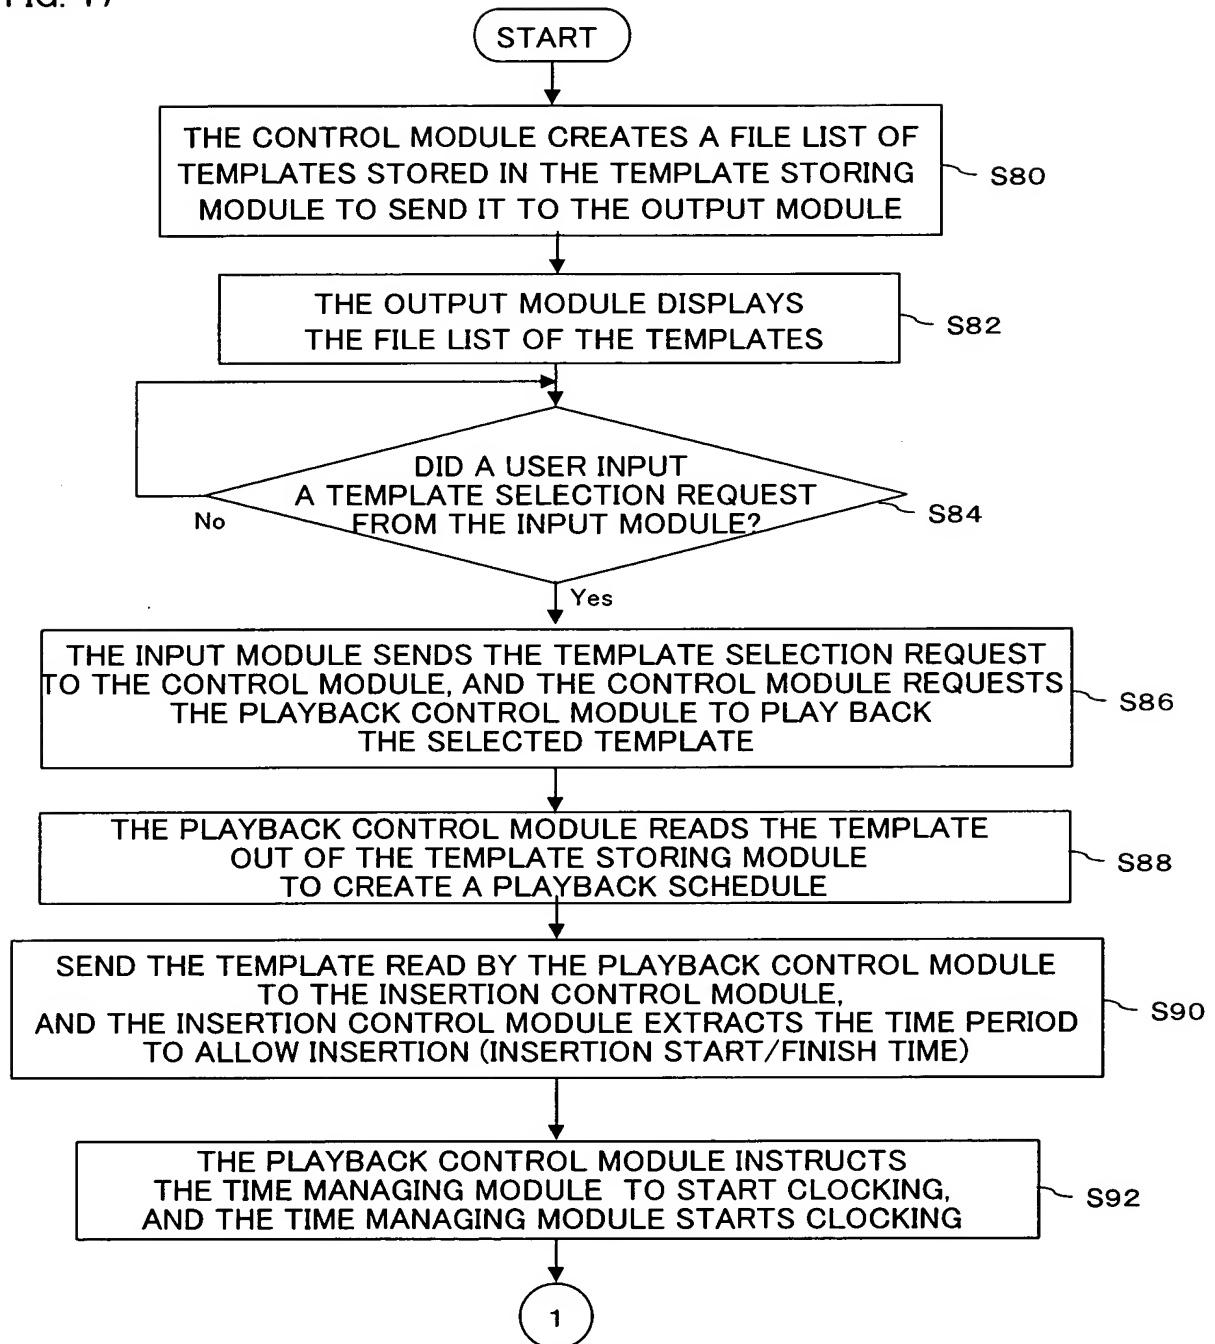 START
THE CONTROL MODULE CREATES A FILE LIST OF
TEMPLATES STORED IN THE TEMPLATE STORING
MODULE TO SEND IT TO THE OUTPUT MODULE
S80
THE OUTPUT MODULE DISPLAYS
THE FILE LIST OF THE TEMPLATES
S82
DID A USER INPUT
A TEMPLATE SELECTION REQUEST
FROM THE INPUT MODULE?
S84
No
Yes
THE INPUT MODULE SENDS THE TEMPLATE SELECTION REQUEST
TO THE CONTROL MODULE, AND THE CONTROL MODULE REQUESTS
THE PLAYBACK CONTROL MODULE TO PLAY BACK
THE SELECTED TEMPLATE
S86
THE PLAYBACK CONTROL MODULE READS THE TEMPLATE
OUT OF THE TEMPLATE STORING MODULE
TO CREATE A PLAYBACK SCHEDULE
S88
SEND THE TEMPLATE READ BY THE PLAYBACK CONTROL MODULE
TO THE INSERTION CONTROL MODULE,
AND THE INSERTION CONTROL MODULE EXTRACTS THE TIME PERIOD
TO ALLOW INSERTION (INSERTION START/FINISH TIME)
S90
THE PLAYBACK CONTROL MODULE INSTRUCTS
THE TIME MANAGING MODULE TO START CLOCKING,
AND THE TIME MANAGING MODULE STARTS CLOCKING
S92
1